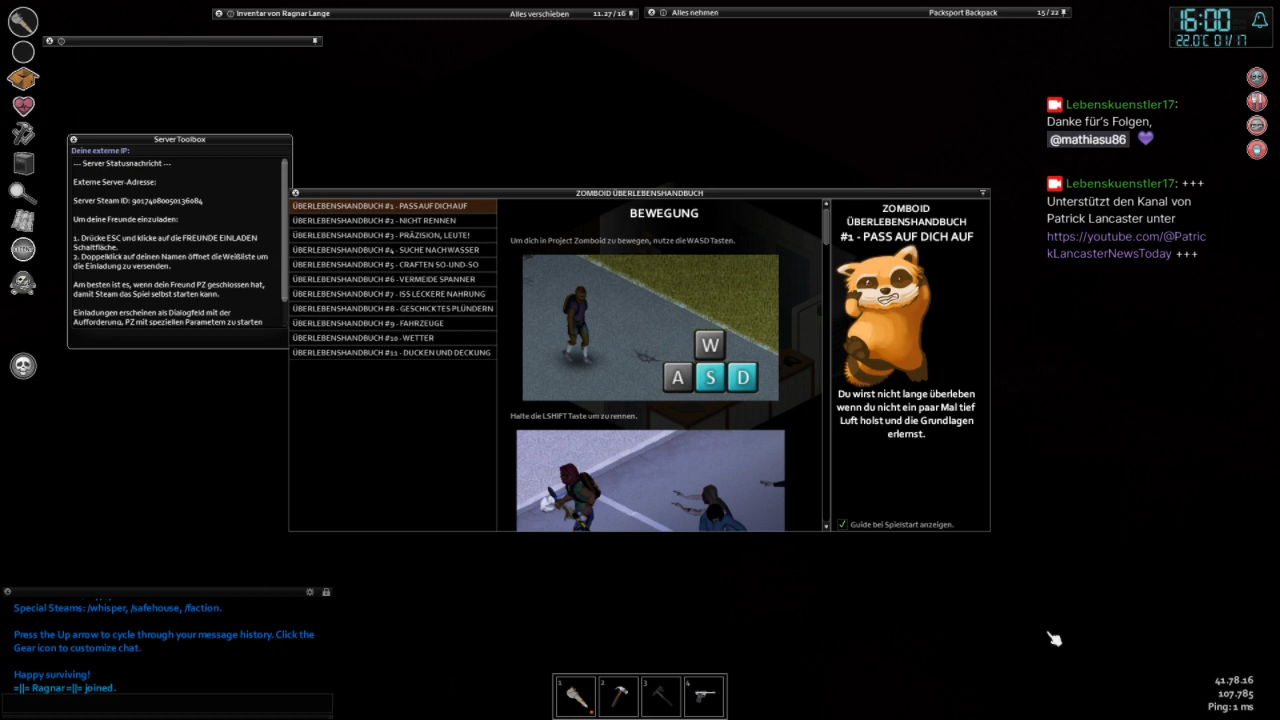 Inventar von Ragnar Lange
Alles verschieben
11.27 / 16
Alles nehmen
Packsport Backpack
15 / 22
16:00
22.0°C 01/17
Lebenskuenstler17:
Danke für's Folgen,
@mathiasu86
Lebenskuenstler17: +++
Unterstützt den Kanal von
Patrick Lancaster unter
https://youtube.com/@Patric
kLancasterNewsToday +++
Server Toolbox
Deine externe IP:
--- Server Statusnachricht ---
Externe Server-Adresse:
Server Steam ID: 90174080050136084
Um deine Freunde einzuladen:
1. Drücke ESC und klicke auf die FREUNDE EINLADEN
Schaltfläche.
2. Doppelklick auf deinen Namen öffnet die Weißliste um
die Einladung zu versenden.
Am besten ist es, wenn dein Freund PZ geschlossen hat,
damit Steam das Spiel selbst starten kann.
Einladungen erscheinen als Dialogfeld mit der
Aufforderung, PZ mit speziellen Parametern zu starten
ZOMBOID ÜBERLEBENSHANDBUCH
ÜBERLEBENSHANDBUCH #1 - PASS AUF DICH AUF
ÜBERLEBENSHANDBUCH #2 - NICHT RENNEN
ÜBERLEBENSHANDBUCH #3 - PRÄZISION, LEUTE!
ÜBERLEBENSHANDBUCH #4 - SUCHE NACH WASSER
ÜBERLEBENSHANDBUCH #5 - CRAFTEN SO-UND-SO
ÜBERLEBENSHANDBUCH #6 - VERMEIDE SPANNER
ÜBERLEBENSHANDBUCH #7 - ISS LECKERE NAHRUNG
ÜBERLEBENSHANDBUCH #8 - GESCHICKTES PLÜNDERN
ÜBERLEBENSHANDBUCH #9 - FAHRZEUGE
ÜBERLEBENSHANDBUCH #10 - WETTER
ÜBERLEBENSHANDBUCH #11 - DUCKEN UND DECKUNG
BEWEGUNG
Um dich in Project Zomboid zu bewegen, nutze die WASD Tasten.
W
A S D
Halte die LSHIFT Taste um zu rennen.
ZOMBOID
ÜBERLEBENSHANDBUCH
#1 - PASS AUF DICH AUF
Du wirst nicht lange überleben
wenn du nicht ein paar Mal tief
Luft holst und die Grundlagen
erlernst.
Guide bei Spielstart anzeigen.
Special Steams: /whisper, /safehouse, /faction.
Press the Up arrow to cycle through your message history. Click the
Gear icon to customize chat.
Happy surviving!
=||= Ragnar =||= joined.
1 2 3 4
41.78.16
107.785
Ping: 1 ms